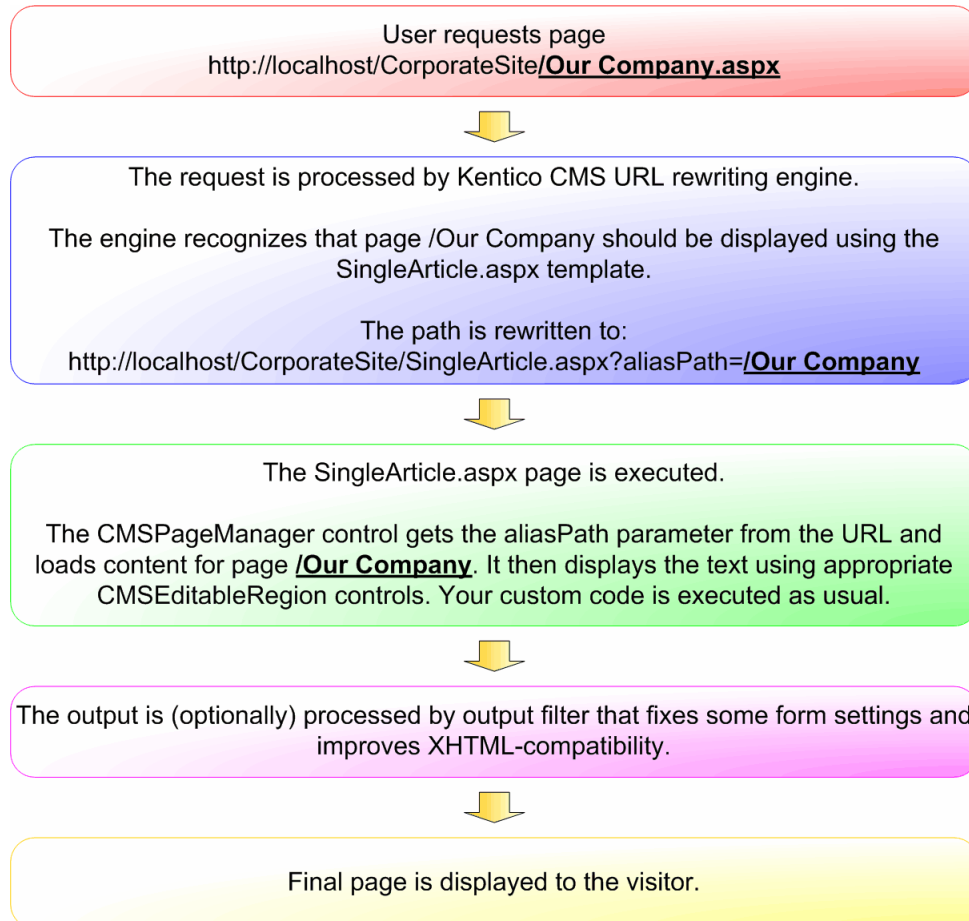 User requests page
http://localhost/CorporateSite/Our Company.aspx
The request is processed by Kentico CMS URL rewriting engine.
The engine recognizes that page /Our Company should be displayed using the
SingleArticle.aspx template.
The path is rewritten to:
http://localhost/CorporateSite/SingleArticle.aspx?aliasPath=/Our Company
The SingleArticle.aspx page is executed.
The CMSPageManager control gets the aliasPath parameter from the URL and
loads content for page /Our Company. It then displays the text using appropriate
CMSEditableRegion controls. Your custom code is executed as usual.
The output is (optionally) processed by output filter that fixes some form settings and
improves XHTML-compatibility.
Final page is displayed to the visitor.